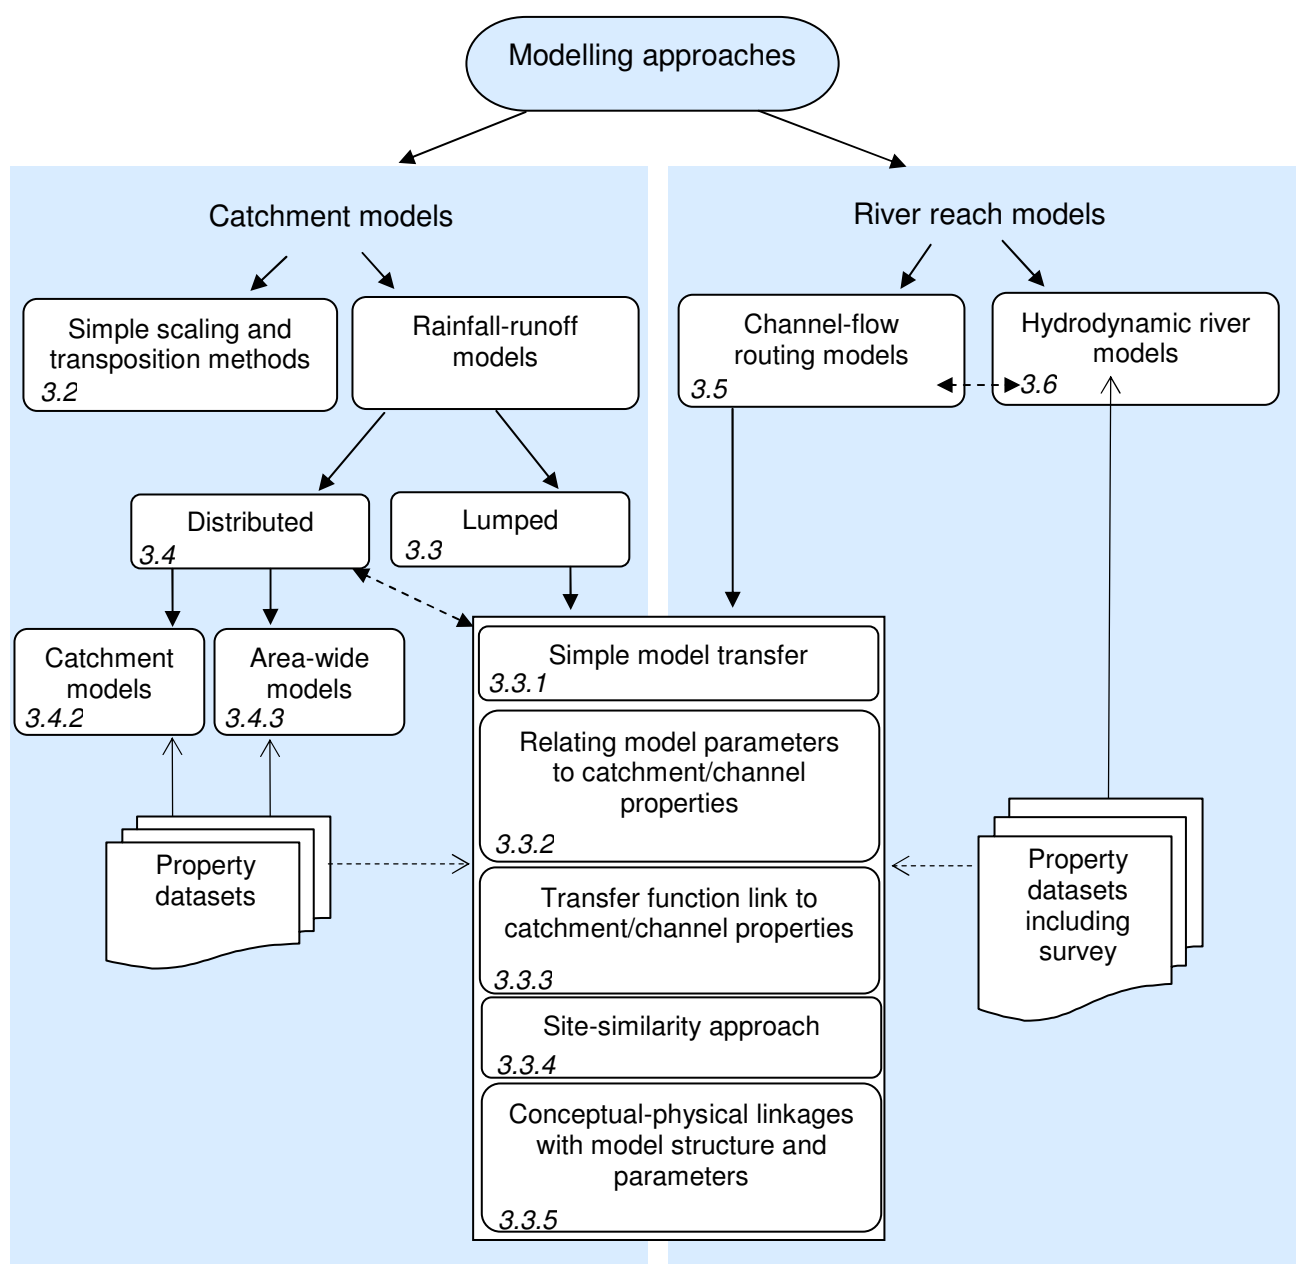 Modelling approaches
Catchment models
River reach models
Simple scaling and
transposition methods
3.2
Rainfall-runoff
models
Channel-flow
routing models
3.5
Hydrodynamic river
models
3.6
Distributed
3.4
Lumped
3.3
Catchment
models
3.4.2
Area-wide
models
3.4.3
Simple model transfer
3.3.1
Relating model parameters
to catchment/channel
properties
3.3.2
Transfer function link to
catchment/channel properties
3.3.3
Site-similarity approach
3.3.4
Conceptual-physical linkages
with model structure and
parameters
3.3.5
Property
datasets
Property
datasets
including
survey